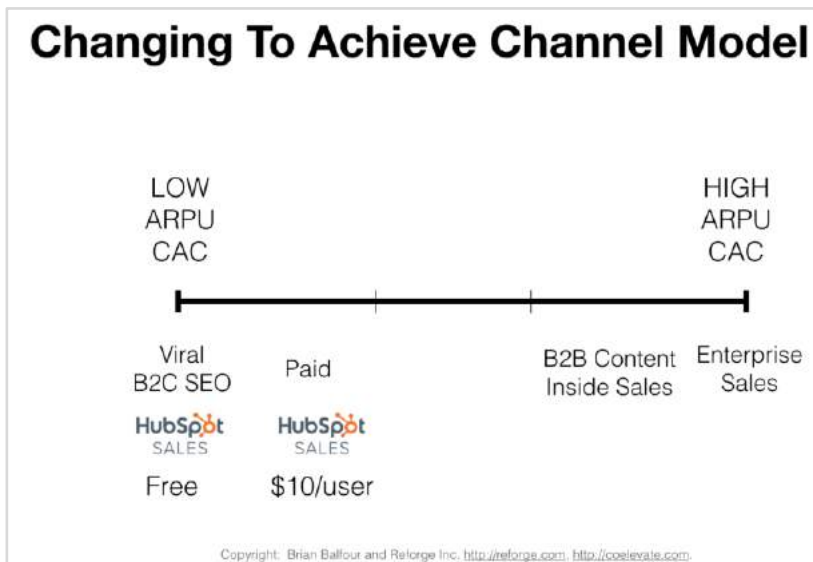 Changing To Achieve Channel Model
LOW
ARPU
CAC
HIGH
ARPU
CAC
Viral
B2C SEO
Paid
B2B Content
Inside Sales
Enterprise
Sales
HubSpot
SALES
HubSpot
SALES
Free
$10/user
Copyright: Brian Balfour and Reforge Inc. http://reforge.com, http://coelevate.com.